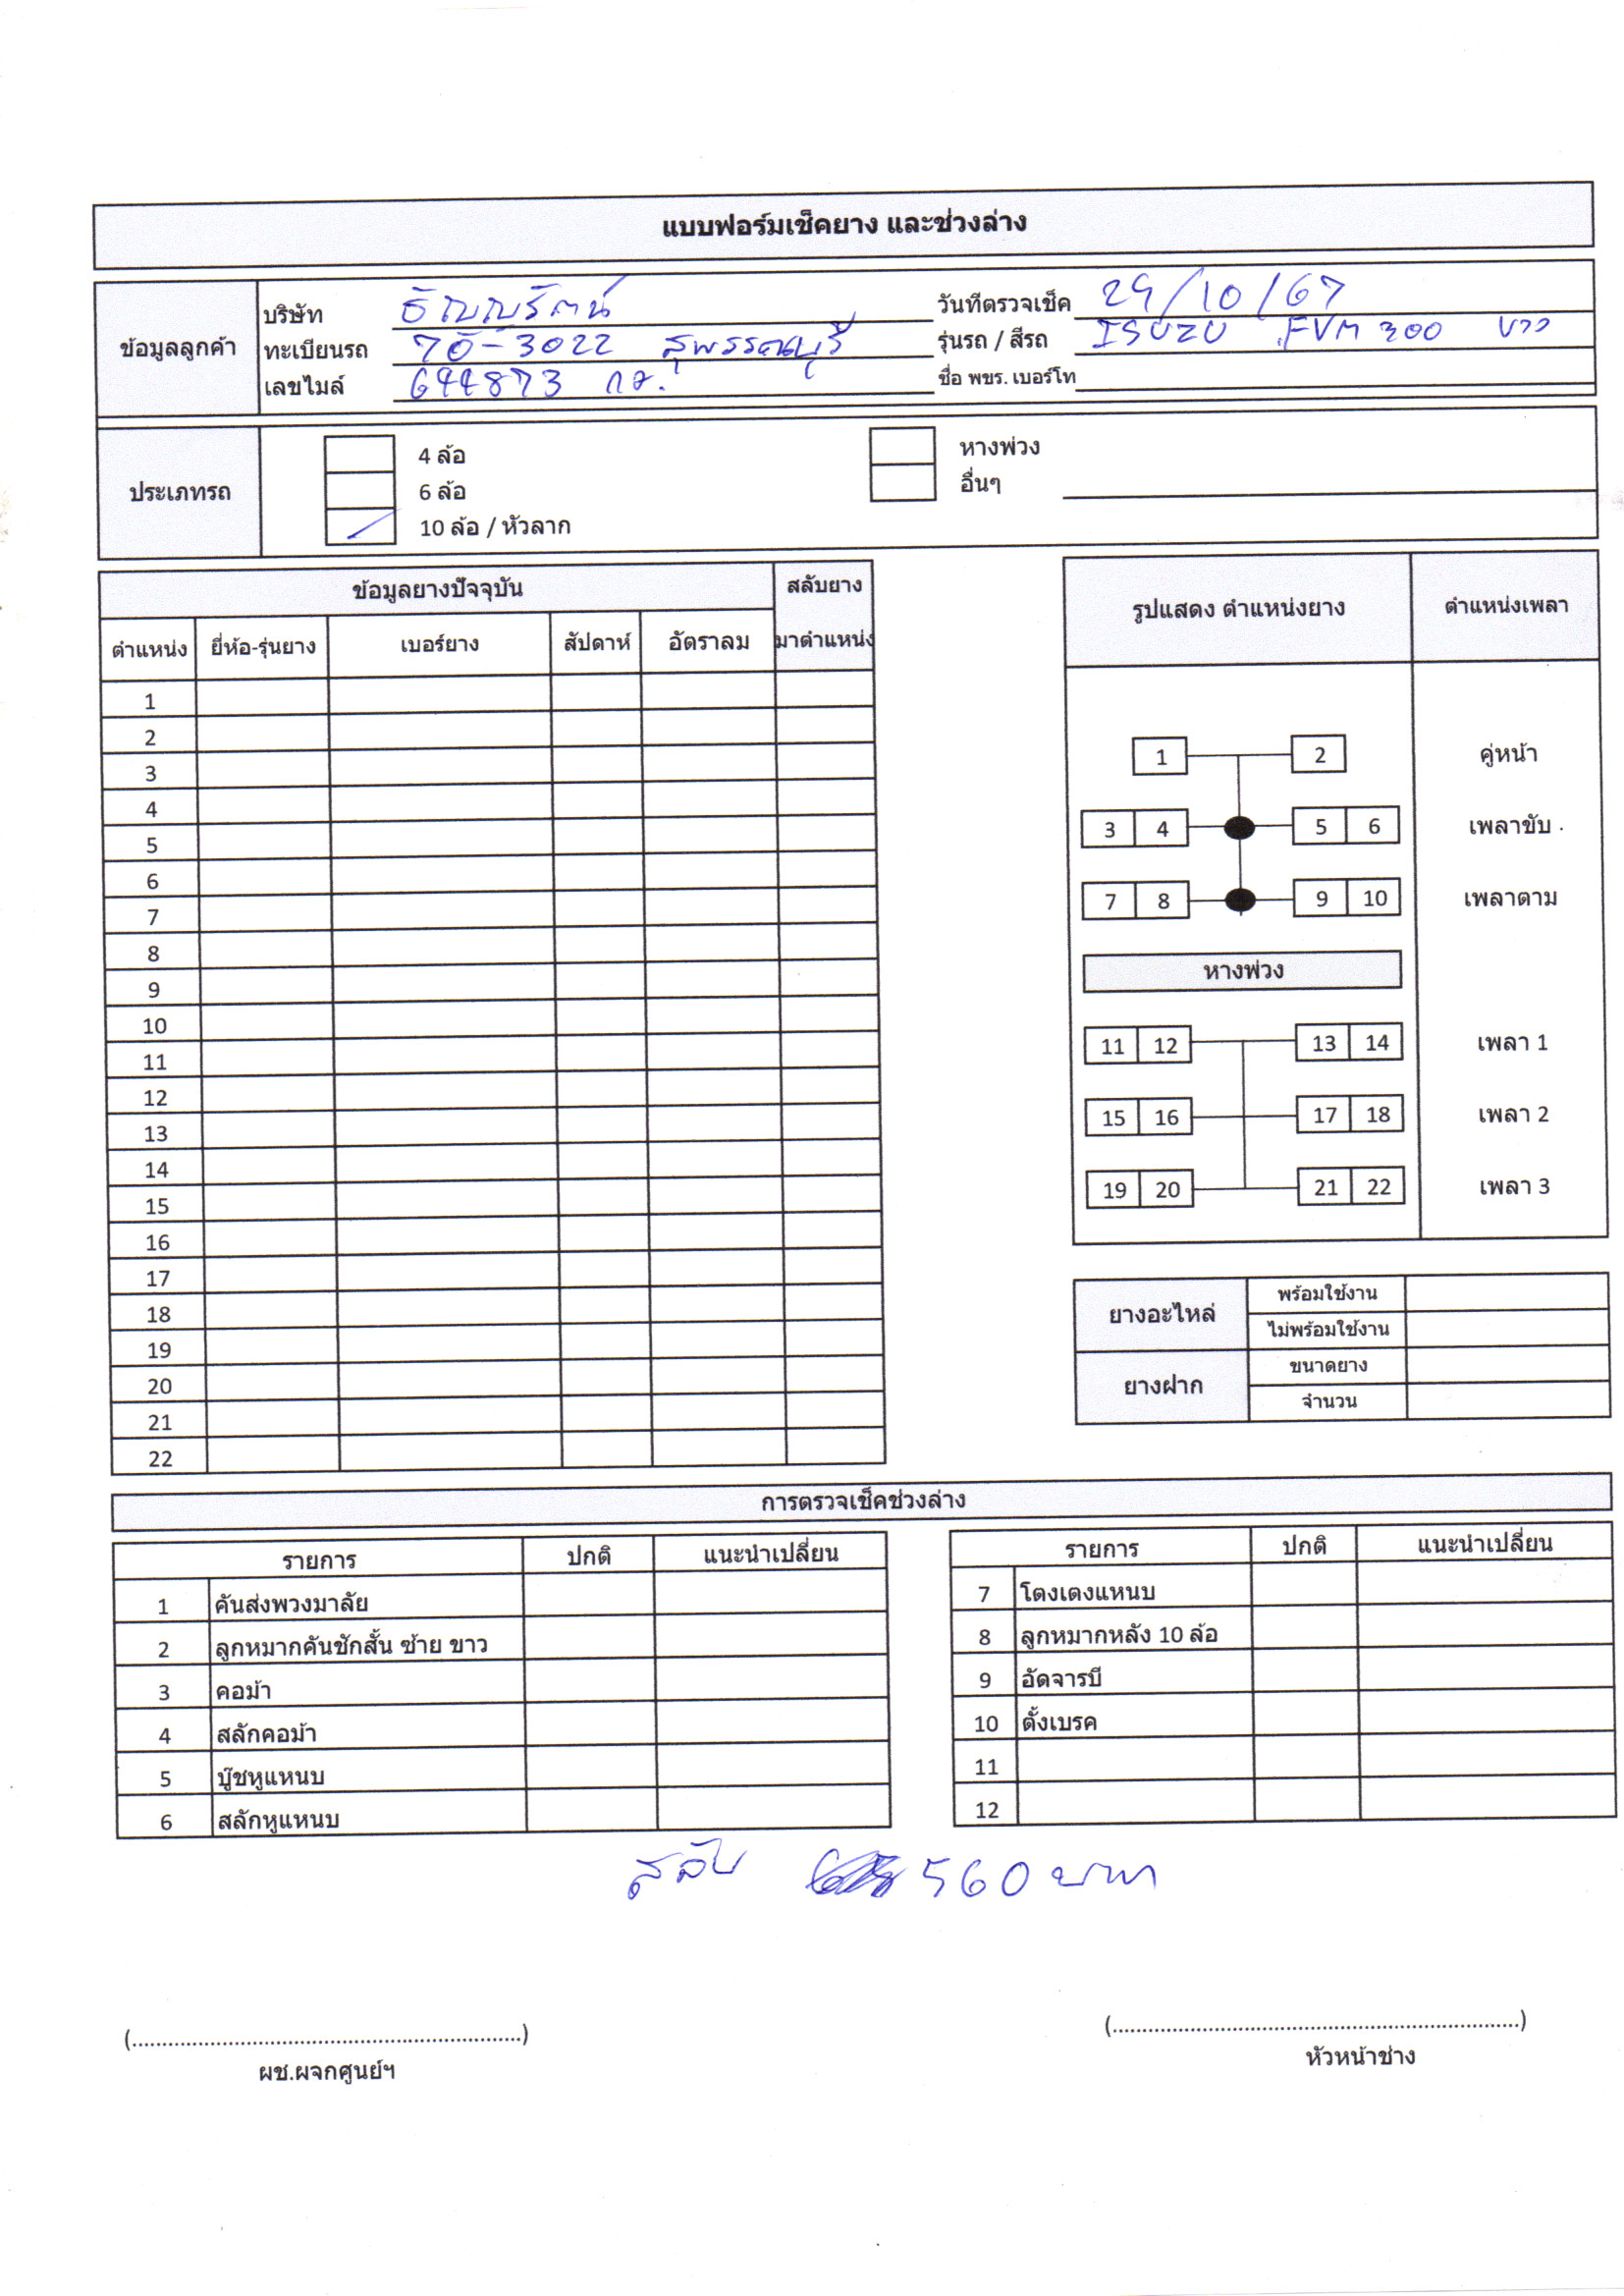 แบบฟอร์มเช็คยาง และช่วงล่าง
ข้อมูลลูกค้า
บริษัท ธัญญรัตน์ วันที่ตรวจเช็ค 29/10/67
ทะเบียนรถ 70-3022 สุพรรณบุรี รุ่นรถ / สีรถ ISUZU FVM 300 ขาว
เลขไมล์ 644873 กม. ชื่อ พขร. เบอร์โท
ประเภทรถ
4 ล้อ หางพ่วง
6 ล้อ อื่นๆ
10 ล้อ / หัวลาก
ข้อมูลยางปัจจุบัน สลับยาง
ตำแหน่ง ยี่ห้อ-รุ่นยาง เบอร์ยาง สัปดาห์ อัตราลม มาตำแหน่ง
1
2
3
4
5
6
7
8
9
10
11
12
13
14
15
16
17
18
19
20
21
22
รูปแสดง ตำแหน่งยาง ตำแหน่งเพลา
1 2 คู่หน้า
3 4 5 6 เพลาขับ .
7 8 9 10 เพลาตาม
หางพ่วง
11 12 13 14 เพลา 1
15 16 17 18 เพลา 2
19 20 21 22 เพลา 3
ยางอะไหล่ พร้อมใช้งาน
ไม่พร้อมใช้งาน
ยางฝาก ขนาดยาง
จำนวน
การตรวจเช็คช่วงล่าง
รายการ ปกติ แนะนำเปลี่ยน
1 คันส่งพวงมาลัย
2 ลูกหมากคันชักสั้น ซ้าย ขาว
3 คอม้า
4 สลักคอม้า
5 บู๊ชหูแหนบ
6 สลักหูแหนบ
รายการ ปกติ แนะนำเปลี่ยน
7 โตงเตงแหนบ
8 ลูกหมากหลัง 10 ล้อ
9 อัดจารบี
10 ตั้งเบรค
11
12
สลับ 560 บาท
(..................................................................)
ผช.ผจกศูนย์ฯ
(.....................................................................)
หัวหน้าช่าง